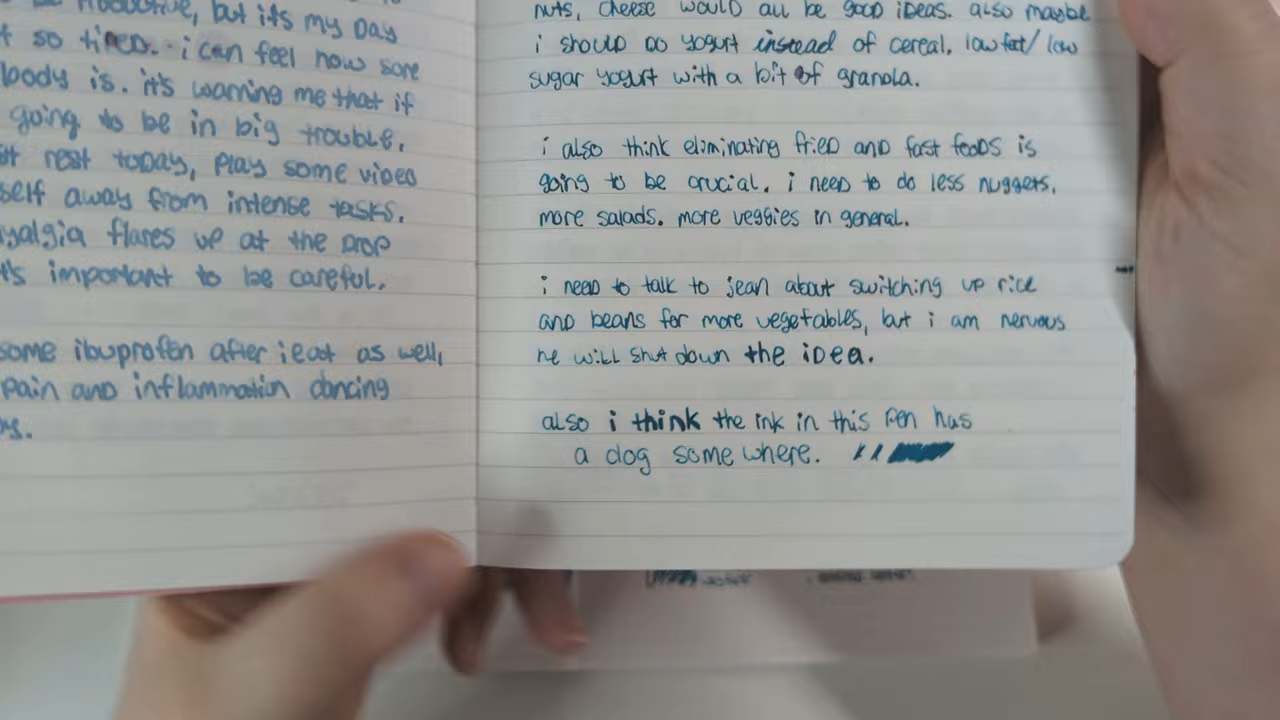 be productive, but it's my day
so tired. i can feel how sore
body is. it's warning me that if
going to be in big trouble.
rest today, play some video
self away from intense tasks.
flares up at the drop
it's important to be careful.
some ibuprofen after i eat as well,
pain and inflammation dancing
nuts, cheese would all be good ideas. also maybe
i should do yogurt instead of cereal, low fat/low
sugar yogurt with a bit of granola.
i also think eliminating fried and fast foods is
going to be crucial. i need to do less nuggets,
more salads. more veggies in general.
i need to talk to jean about switching up rice
and beans for more vegetables, but i am nervous
he will shut down the idea.
also i think the ink in this pen has
a clog somewhere.